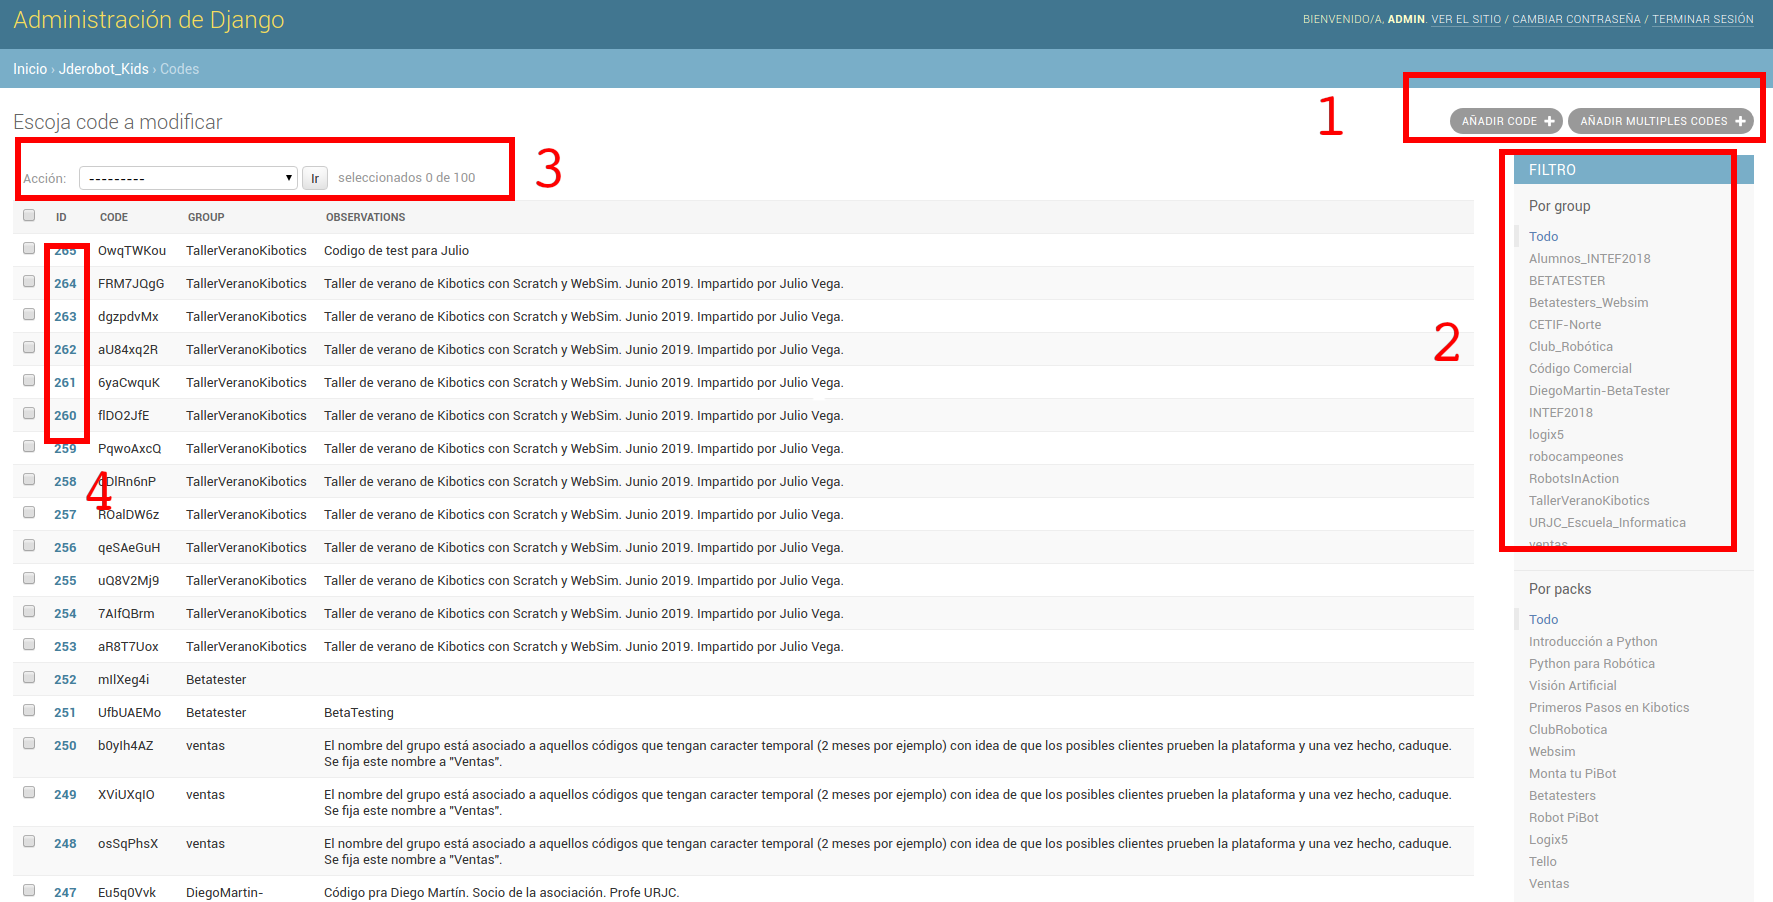 Administración de Django
BIENVENIDO/A, ADMIN. VER EL SITIO / CAMBIAR CONTRASEÑA / TERMINAR SESIÓN
Inicio › Jderobot_Kids › Codes
Escoja code a modificar
1
AÑADIR CODE + AÑADIR MULTIPLES CODES +
Acción: --------- Ir seleccionados 0 de 100
3
ID CODE GROUP OBSERVATIONS
265 OwqTWKou TallerVeranoKibotics Codigo de test para Julio
264 FRM7JQgG TallerVeranoKibotics Taller de verano de Kibotics con Scratch y WebSim. Junio 2019. Impartido por Julio Vega.
263 dgzpdvMx TallerVeranoKibotics Taller de verano de Kibotics con Scratch y WebSim. Junio 2019. Impartido por Julio Vega.
262 aU84xq2R TallerVeranoKibotics Taller de verano de Kibotics con Scratch y WebSim. Junio 2019. Impartido por Julio Vega.
261 6yaCwquK TallerVeranoKibotics Taller de verano de Kibotics con Scratch y WebSim. Junio 2019. Impartido por Julio Vega.
260 flDO2JfE TallerVeranoKibotics Taller de verano de Kibotics con Scratch y WebSim. Junio 2019. Impartido por Julio Vega.
259 PqwoAxcQ TallerVeranoKibotics Taller de verano de Kibotics con Scratch y WebSim. Junio 2019. Impartido por Julio Vega.
4
258 TallerVeranoKibotics Taller de verano de Kibotics con Scratch y WebSim. Junio 2019. Impartido por Julio Vega.
257 ROalDW6z TallerVeranoKibotics Taller de verano de Kibotics con Scratch y WebSim. Junio 2019. Impartido por Julio Vega.
256 qeSAeGuH TallerVeranoKibotics Taller de verano de Kibotics con Scratch y WebSim. Junio 2019. Impartido por Julio Vega.
255 uQ8V2Mj9 TallerVeranoKibotics Taller de verano de Kibotics con Scratch y WebSim. Junio 2019. Impartido por Julio Vega.
254 7AIfQBrm TallerVeranoKibotics Taller de verano de Kibotics con Scratch y WebSim. Junio 2019. Impartido por Julio Vega.
253 aR8T7Uox TallerVeranoKibotics Taller de verano de Kibotics con Scratch y WebSim. Junio 2019. Impartido por Julio Vega.
252 mIlXeg4i Betatester
251 UfbUAEMo Betatester BetaTesting
250 b0yIh4AZ ventas El nombre del grupo está asociado a aquellos códigos que tengan caracter temporal (2 meses por ejemplo) con idea de que los posibles clientes prueben la plataforma y una vez hecho, caduque.
Se fija este nombre a "Ventas".
249 XViUXqIO ventas El nombre del grupo está asociado a aquellos códigos que tengan caracter temporal (2 meses por ejemplo) con idea de que los posibles clientes prueben la plataforma y una vez hecho, caduque.
Se fija este nombre a "Ventas".
248 osSqPhsX ventas El nombre del grupo está asociado a aquellos códigos que tengan caracter temporal (2 meses por ejemplo) con idea de que los posibles clientes prueben la plataforma y una vez hecho, caduque.
Se fija este nombre a "Ventas".
247 Eu5q0Vvk DiegoMartin- Código pra Diego Martín. Socio de la asociación. Profe URJC.
2
FILTRO
Por group
Todo
Alumnos_INTEF2018
BETATESTER
Betatesters_Websim
CETIF-Norte
Club_Robótica
Código Comercial
DiegoMartin-BetaTester
INTEF2018
logix5
robocampeones
RobotsInAction
TallerVeranoKibotics
URJC_Escuela_Informatica
ventas
Por packs
Todo
Introducción a Python
Python para Robótica
Visión Artificial
Primeros Pasos en Kibotics
ClubRobotica
Websim
Monta tu PiBot
Betatesters
Robot PiBot
Logix5
Tello
Ventas